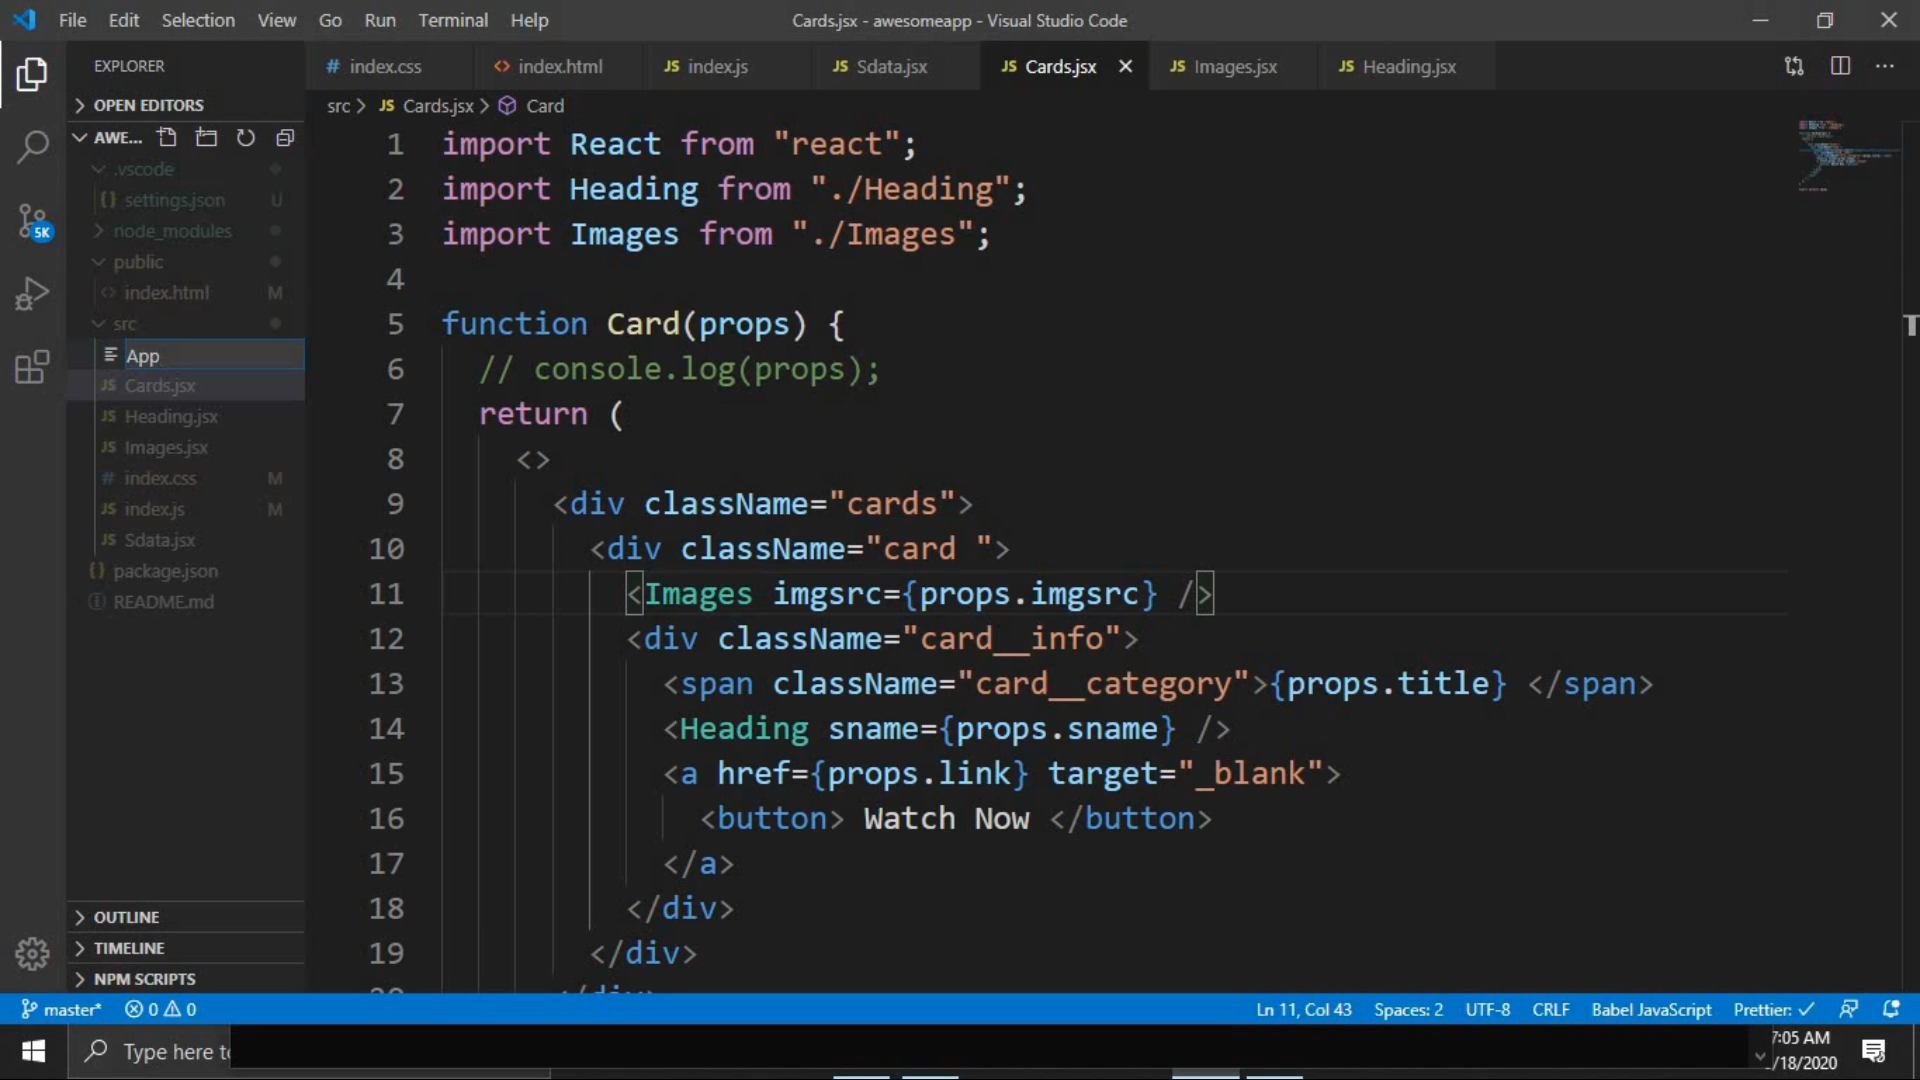 File Edit Selection View Go Run Terminal Help
Cards.jsx - awesomeapp - Visual Studio Code
EXPLORER
# index.css
<> index.html
JS index.js
JS Sdata.jsx
JS Cards.jsx
JS Images.jsx
JS Heading.jsx
OPEN EDITORS
AWE...
.vscode
{} settings.json U
node_modules
public
<> index.html M
src
App
JS Cards.jsx
JS Heading.jsx
JS Images.jsx
# index.css M
JS index.js M
JS Sdata.jsx
{} package.json
README.md
5K
OUTLINE
TIMELINE
NPM SCRIPTS
src > JS Cards.jsx > Card
1 import React from "react";
2 import Heading from "./Heading";
3 import Images from "./Images";
4
5 function Card(props) {
6 // console.log(props);
7 return (
8 <>
9 <div className="cards">
10 <div className="card ">
11 <Images imgsrc={props.imgsrc} />
12 <div className="card__info">
13 <span className="card__category">{props.title} </span>
14 <Heading sname={props.sname} />
15 <a href={props.link} target="_blank">
16 <button> Watch Now </button>
17 </a>
18 </div>
19 </div>
master* 0 0
Ln 11, Col 43 Spaces: 2 UTF-8 CRLF Babel JavaScript Prettier: ✓
Type here
7:05 AM
/18/2020